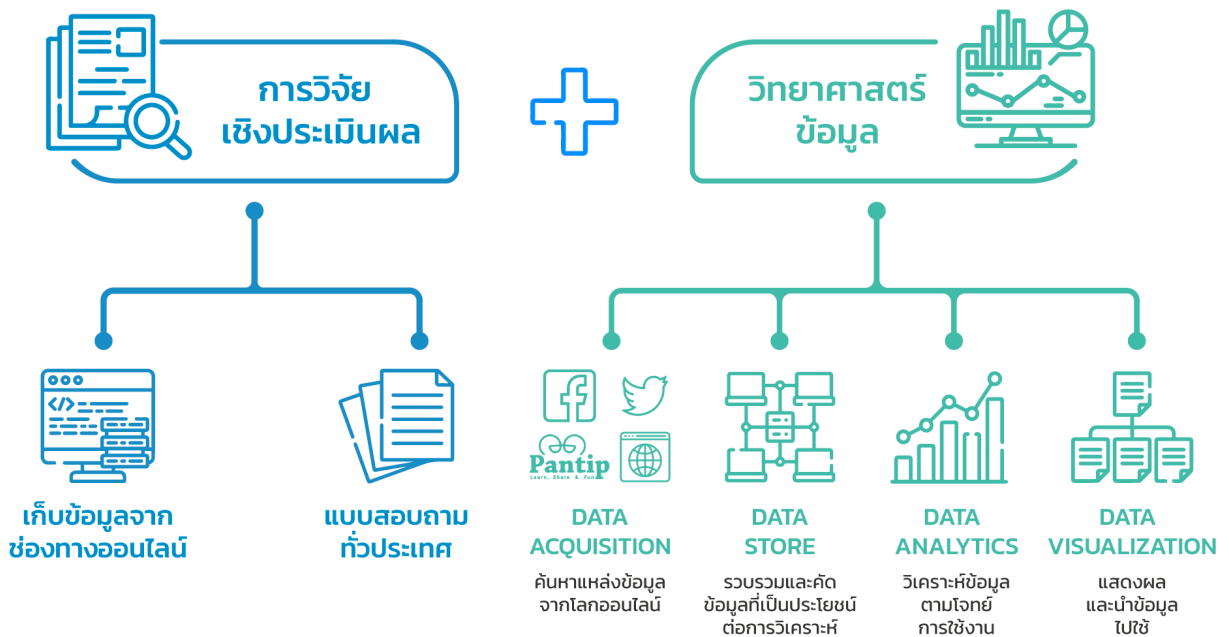 การวิจัย
เชิงประเมินผล
วิทยาศาสตร์
ข้อมูล
</>
เก็บข้อมูลจาก
ช่องทางออนไลน์
แบบสอบถาม
ทั่วประเทศ
Pantip
Learn, Share & Fun
DATA
ACQUISITION
ค้นหาแหล่งข้อมูล
จากโลกออนไลน์
DATA
STORE
รวบรวมและคัด
ข้อมูลที่เป็นประโยชน์
ต่อการวิเคราะห์
DATA
ANALYTICS
วิเคราะห์ข้อมูล
ตามโจทย์
การใช้งาน
DATA
VISUALIZATION
แสดงผล
และนำข้อมูล
ไปใช้